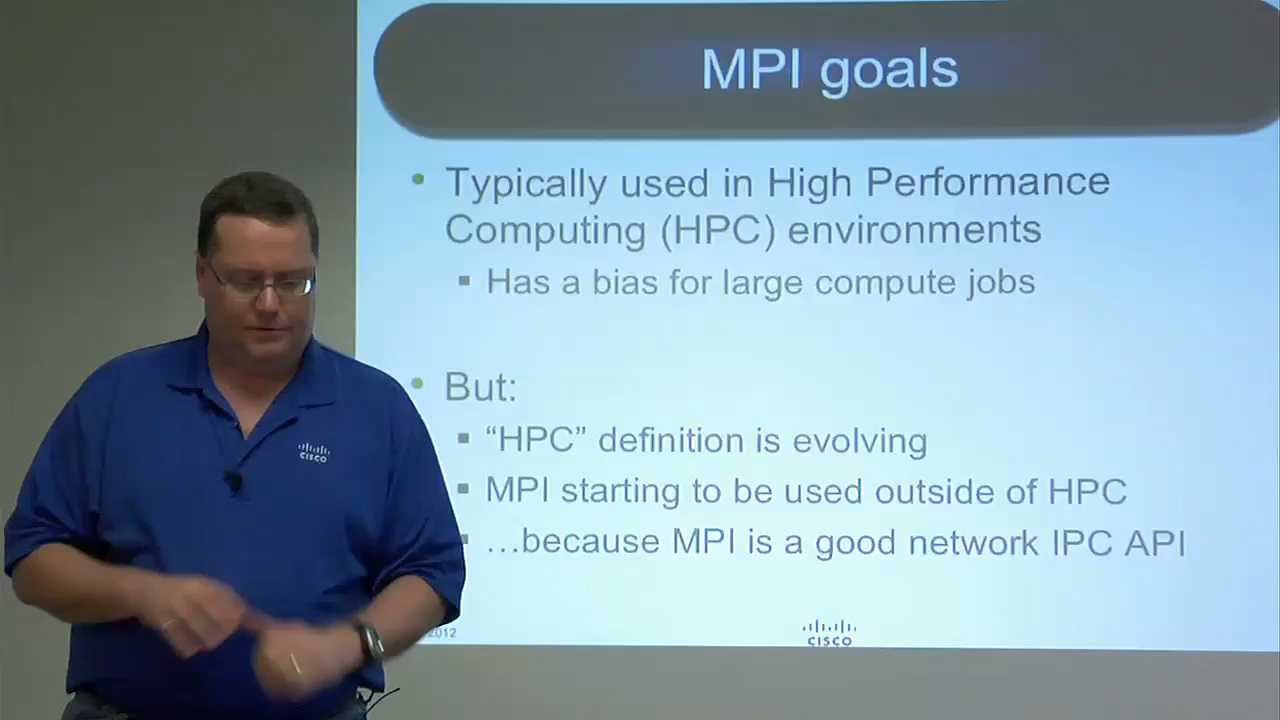 MPI goals
• Typically used in High Performance
Computing (HPC) environments
▪ Has a bias for large compute jobs
• But:
▪ “HPC” definition is evolving
▪ MPI starting to be used outside of HPC
▪ …because MPI is a good network IPC API
2012
CISCO
CISCO